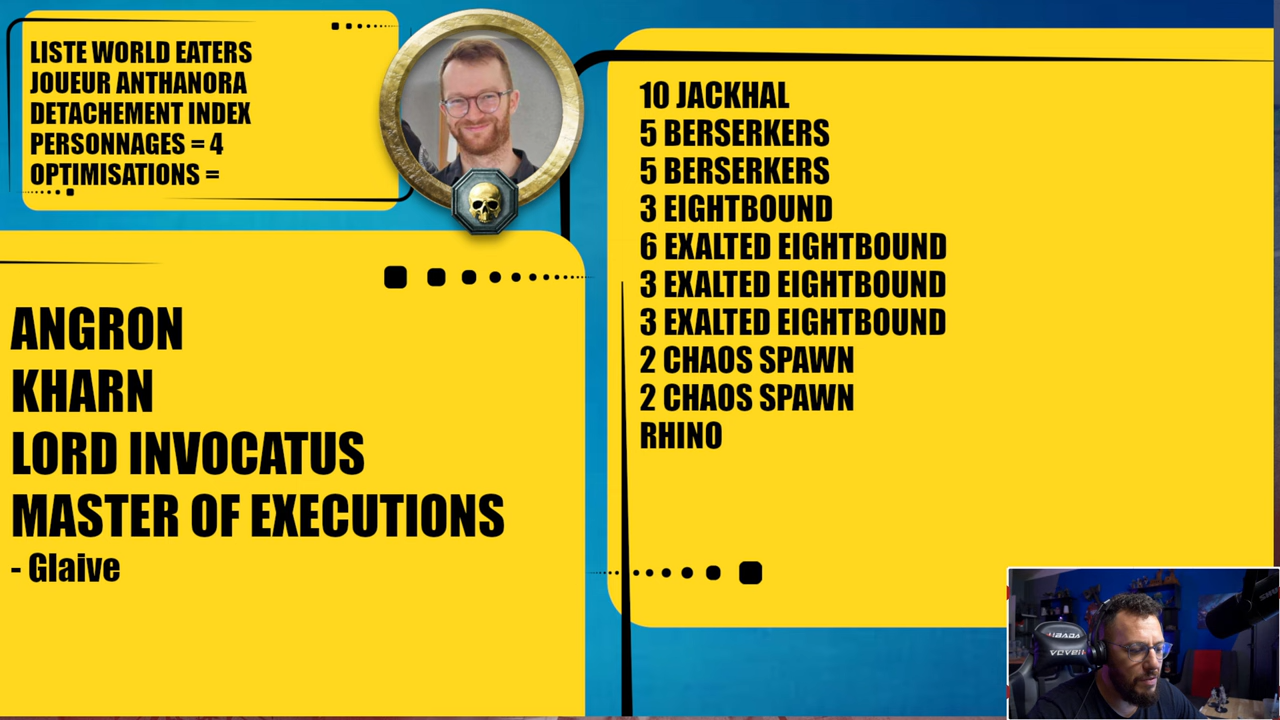 LISTE WORLD EATERS
JOUEUR ANTHANORA
DETACHEMENT INDEX
PERSONNAGES = 4
OPTIMISATIONS =
ANGRON
KHARN
LORD INVOCATUS
MASTER OF EXECUTIONS
- Glaive
10 JACKHAL
5 BERSERKERS
5 BERSERKERS
3 EIGHTBOUND
6 EXALTED EIGHTBOUND
3 EXALTED EIGHTBOUND
3 EXALTED EIGHTBOUND
2 CHAOS SPAWN
2 CHAOS SPAWN
RHINO